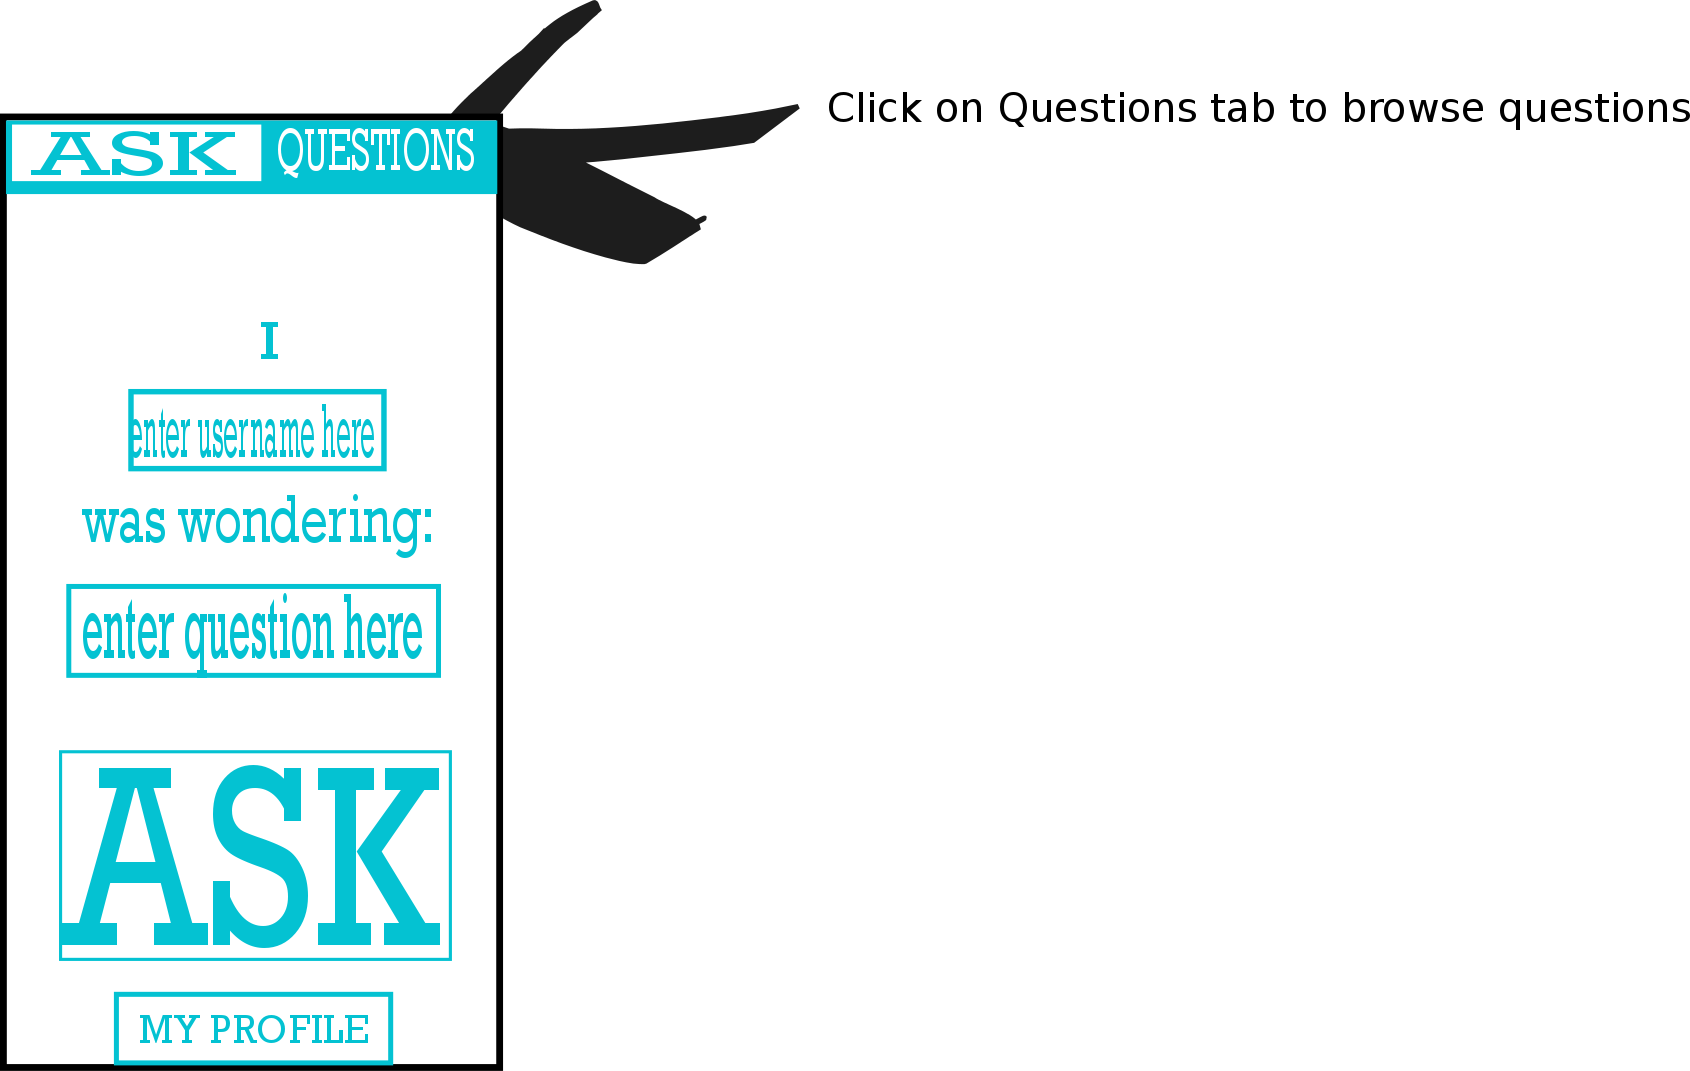 Click on Questions tab to browse questions
ASK QUESTIONS
I
enter username here
was wondering:
enter question here
ASK
MY PROFILE